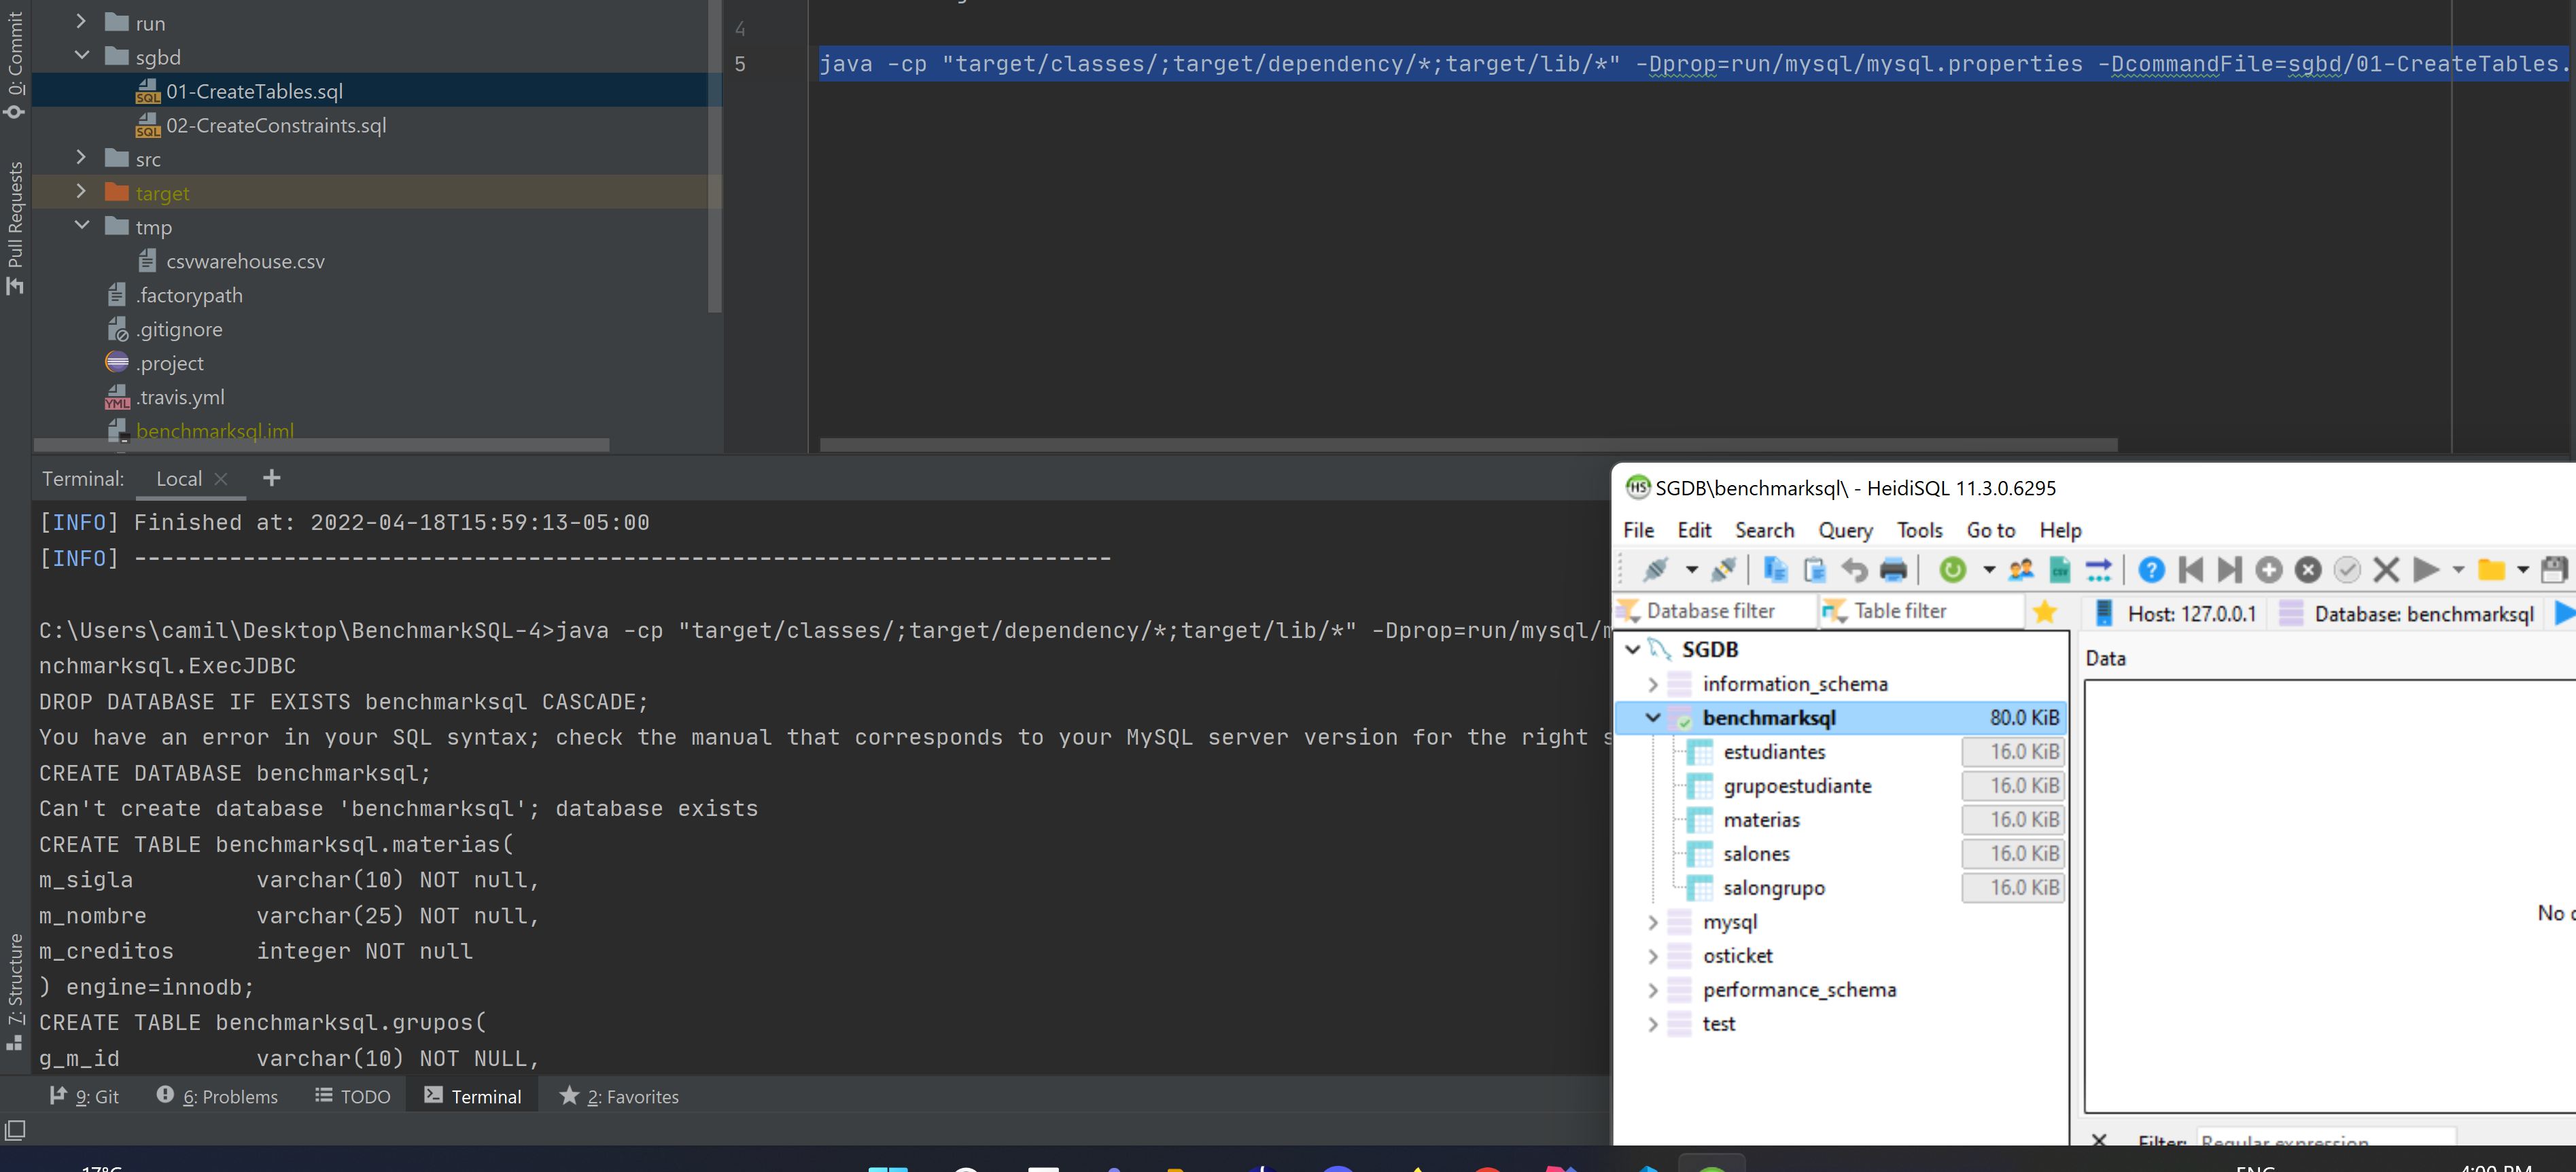 0: Commit
Pull Requests
7: Structure
run
sgbd
01-CreateTables.sql
02-CreateConstraints.sql
src
target
tmp
csvwarehouse.csv
.factorypath
.gitignore
.project
.travis.yml
benchmarksql.iml
4
5
java -cp "target/classes/;target/dependency/*;target/lib/*" -Dprop=run/mysql/mysql.properties -DcommandFile=sgbd/01-CreateTables.
Terminal: Local
[INFO] Finished at: 2022-04-18T15:59:13-05:00
[INFO] ------------------------------------------------------------------------
C:\Users\camil\Desktop\BenchmarkSQL-4>java -cp "target/classes/;target/dependency/*;target/lib/*" -Dprop=run/mysql/m
nchmarksql.ExecJDBC
DROP DATABASE IF EXISTS benchmarksql CASCADE;
You have an error in your SQL syntax; check the manual that corresponds to your MySQL server version for the right s
CREATE DATABASE benchmarksql;
Can't create database 'benchmarksql'; database exists
CREATE TABLE benchmarksql.materias(
m_sigla varchar(10) NOT null,
m_nombre varchar(25) NOT null,
m_creditos integer NOT null
) engine=innodb;
CREATE TABLE benchmarksql.grupos(
g_m_id varchar(10) NOT NULL,
9: Git 6: Problems TODO Terminal 2: Favorites
SGDB\benchmarksql\ - HeidiSQL 11.3.0.6295
File Edit Search Query Tools Go to Help
Database filter Table filter Host: 127.0.0.1 Database: benchmarksql
SGDB
information_schema
benchmarksql 80.0 KiB
estudiantes 16.0 KiB
grupoestudiante 16.0 KiB
materias 16.0 KiB
salones 16.0 KiB
salongrupo 16.0 KiB
mysql
osticket
performance_schema
test
Data
No
Filter: Regular expression
17°C
ENG
4:00 PM